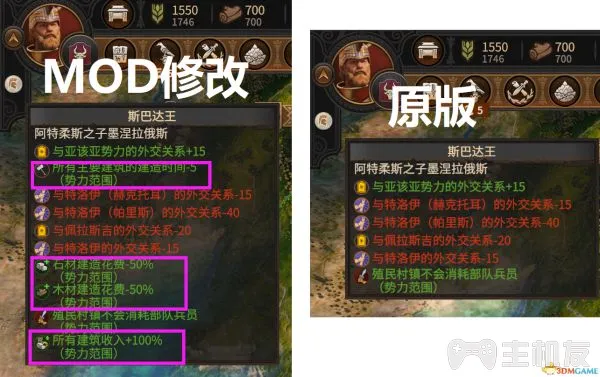 1550
1746
700
700
MOD修改
斯巴达王
阿特柔斯之子墨涅拉俄斯
与亚该亚势力的外交关系+15
所有主要建筑的建造时间-5
(势力范围)
与特洛伊（赫克托耳）的外交关系-15
与特洛伊（帕里斯）的外交关系-40
与佩拉斯吉的外交关系-20
与特洛伊的外交关系-15
石材建造花费-50%
(势力范围)
木材建造花费-50%
(势力范围)
殖民村镇不会消耗部队兵员
(势力范围)
所有建筑收入+100%
(势力范围)
1550
1746
700
700
5
原版
斯巴达王
阿特柔斯之子墨涅拉俄斯
与亚该亚势力的外交关系+15
与特洛伊（赫克托耳）的外交关系-15
与特洛伊（帕里斯）的外交关系-40
与佩拉斯吉的外交关系-20
与特洛伊的外交关系-15
殖民村镇不会消耗部队兵员
(势力范围)
主机友
3DMGAME